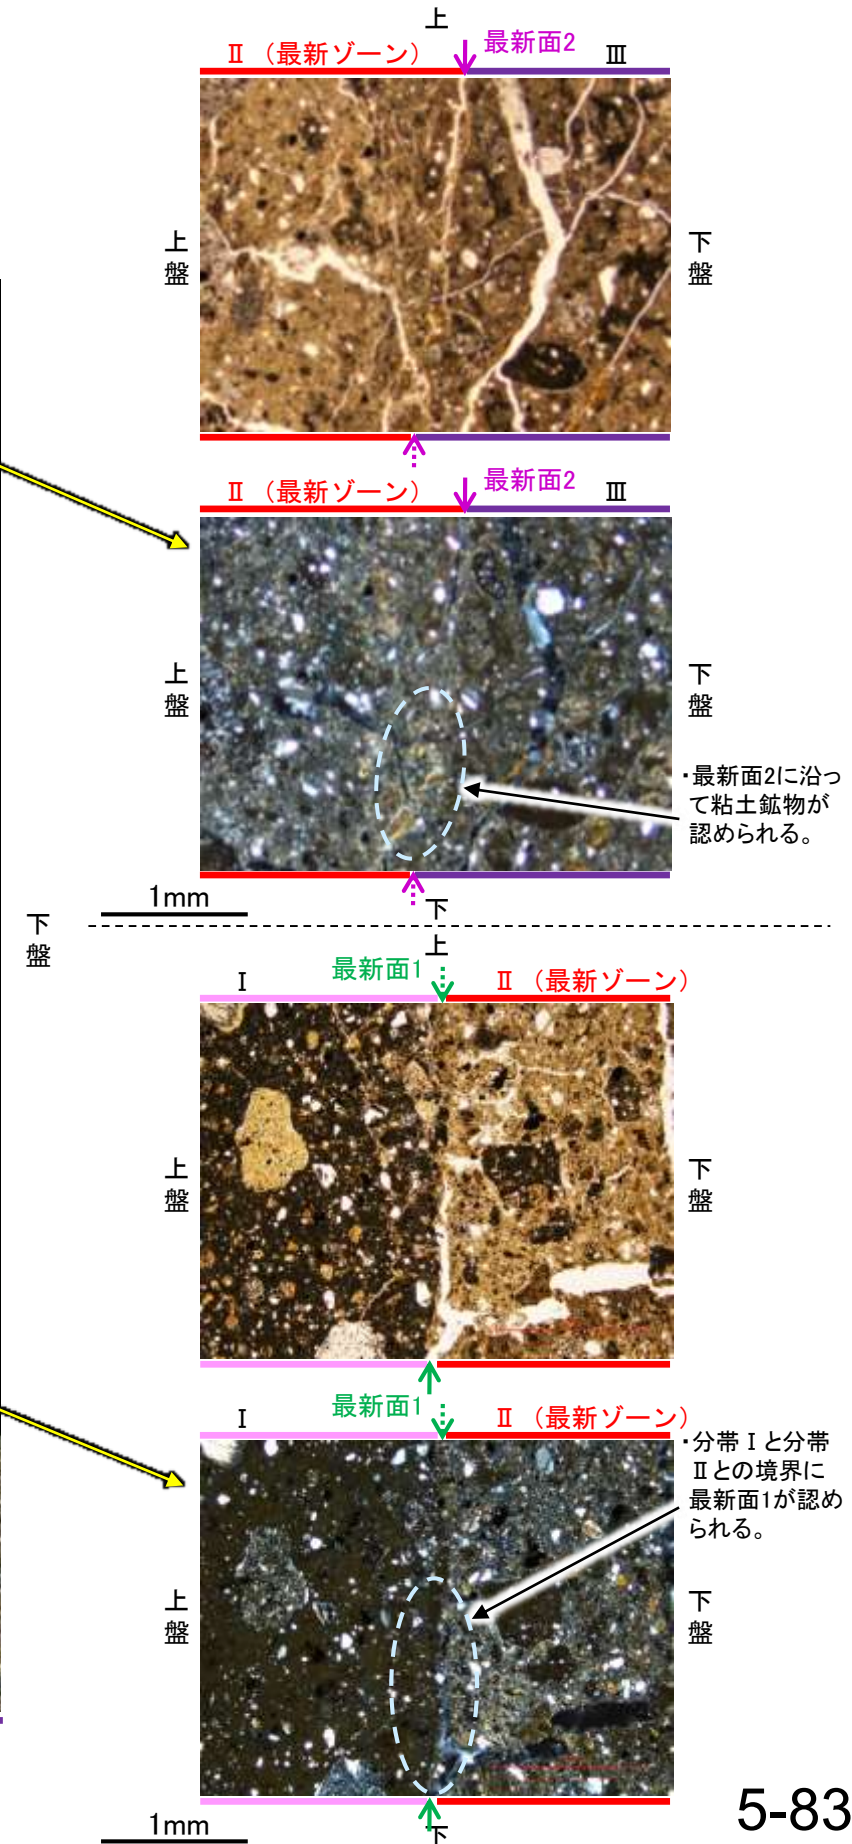 上
Ⅱ（最新ゾーン）
最新面2
Ⅲ
上盤
下盤
Ⅱ（最新ゾーン）
最新面2
Ⅲ
上盤
下盤
・最新面2に沿っ
て粘土鉱物が
認められる。
1mm
下
下盤
上
Ⅰ
最新面1
Ⅱ（最新ゾーン）
上盤
下盤
Ⅰ
最新面1
Ⅱ（最新ゾーン）
・分帯Ⅰと分帯
Ⅱとの境界に
最新面1が認め
られる。
上盤
下盤
1mm
下
5-83